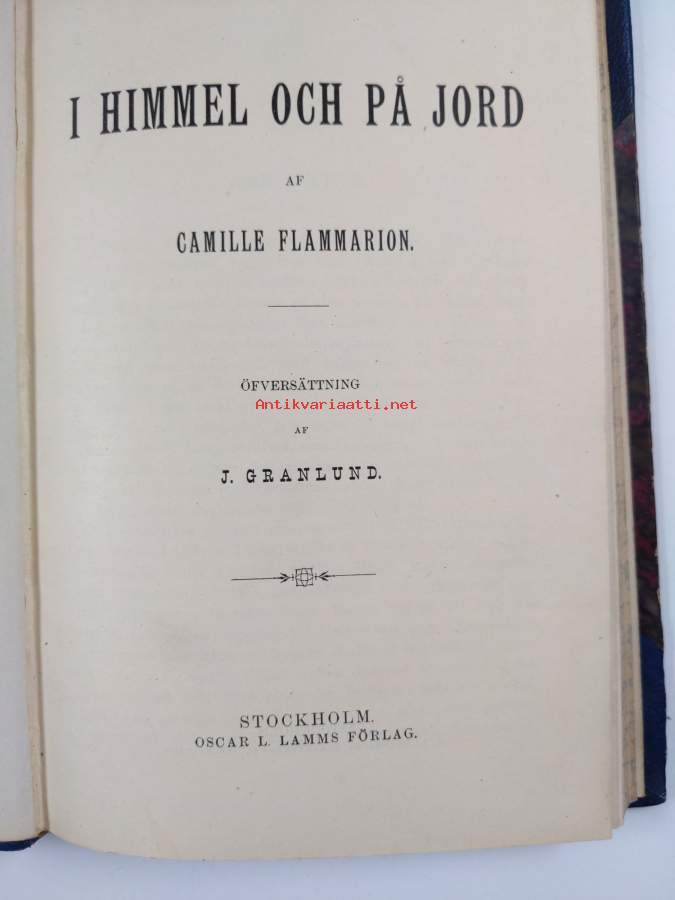 I HIMMEL OCH PÅ JORD
AF
CAMILLE FLAMMARION.
ÖFVERSÄTTNING
Antikvariaatti.net
AF
J. GRANLUND.
STOCKHOLM.
OSCAR L. LAMMS FÖRLAG.